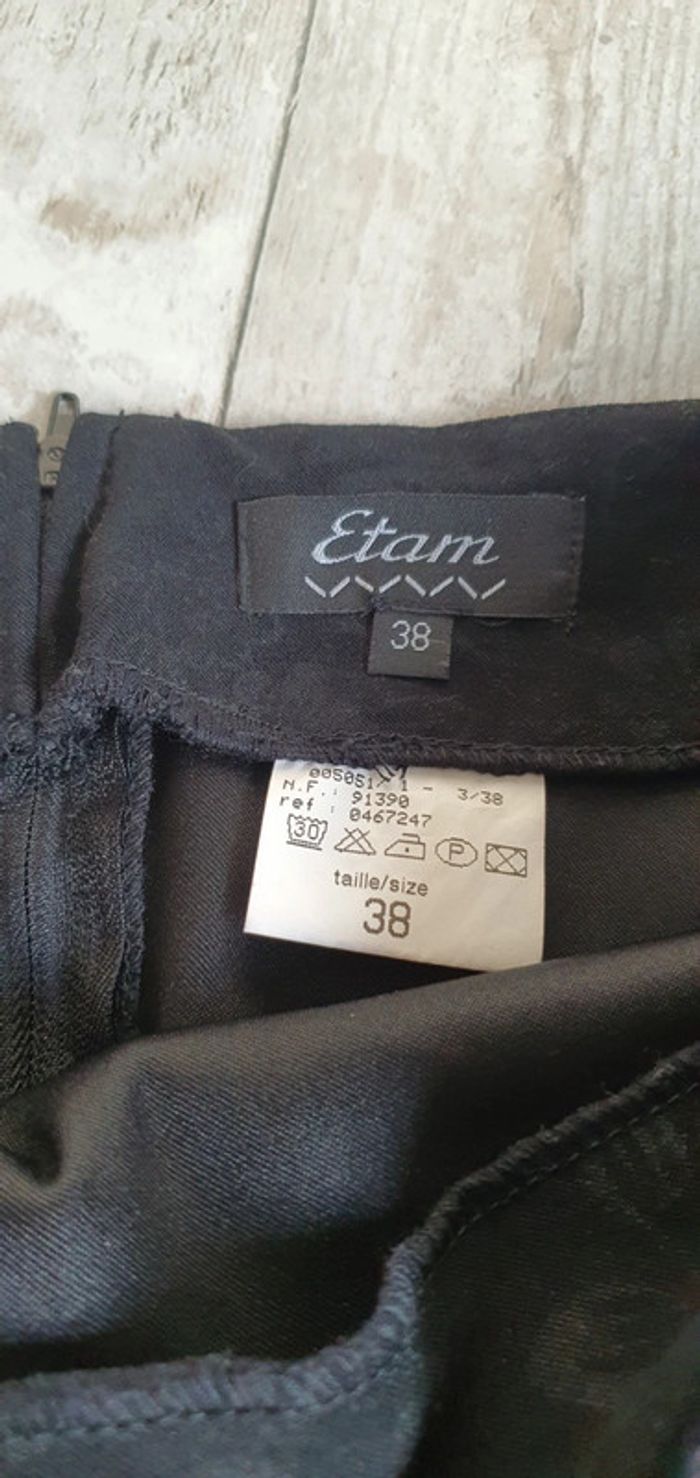 Etam
38
005051/ 1 - 3/38
N.F.: 91390
ref : 0467247
30 P
taille/size
38